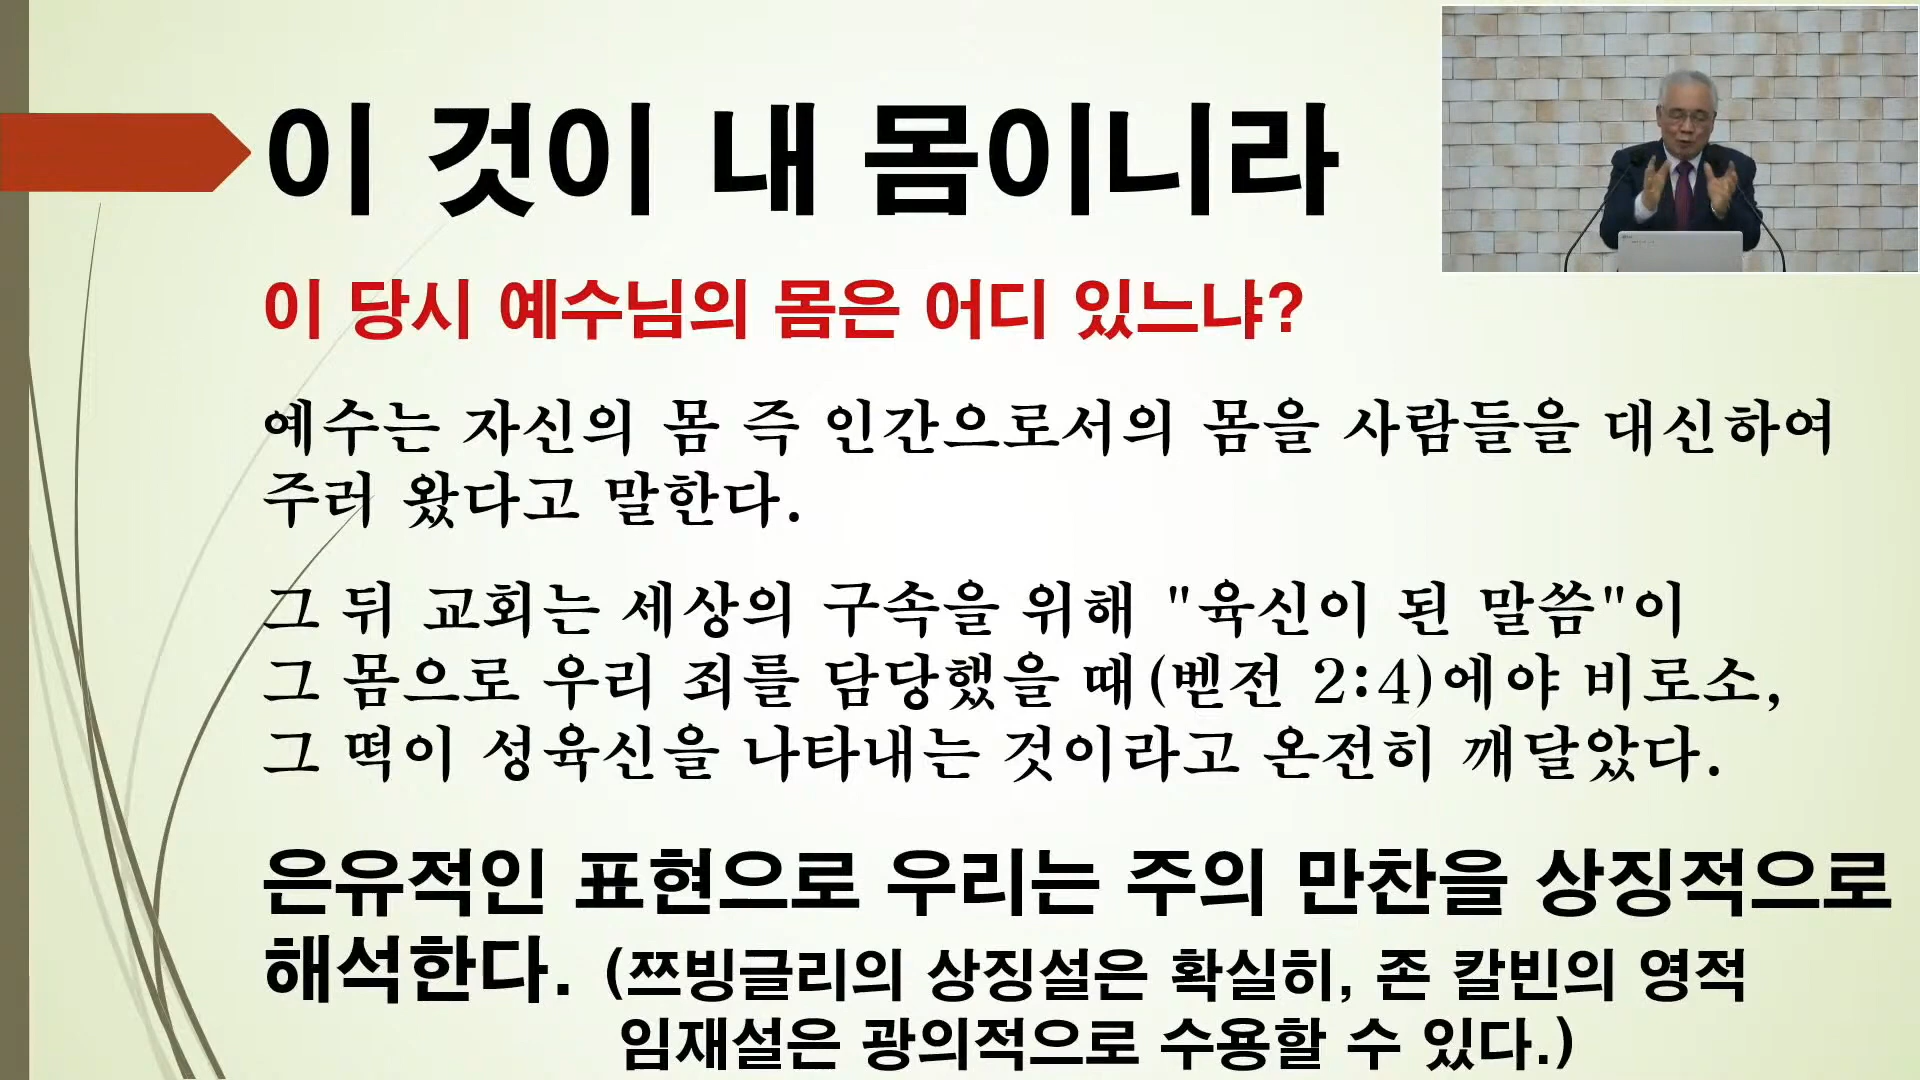 이 것이 내 몸이니라
이 당시 예수님의 몸은 어디 있느냐?
예수는 자신의 몸 즉 인간으로서의 몸을 사람들을 대신하여
주러 왔다고 말한다.
그 뒤 교회는 세상의 구속을 위해 "육신이 된 말씀"이
그 몸으로 우리 죄를 담당했을 때(벧전 2:4)에야 비로소,
그 떡이 성육신을 나타내는 것이라고 온전히 깨달았다.
은유적인 표현으로 우리는 주의 만찬을 상징적으로
해석한다. (쯔빙글리의 상징설은 확실히, 존 칼빈의 영적
임재설은 광의적으로 수용할 수 있다.)